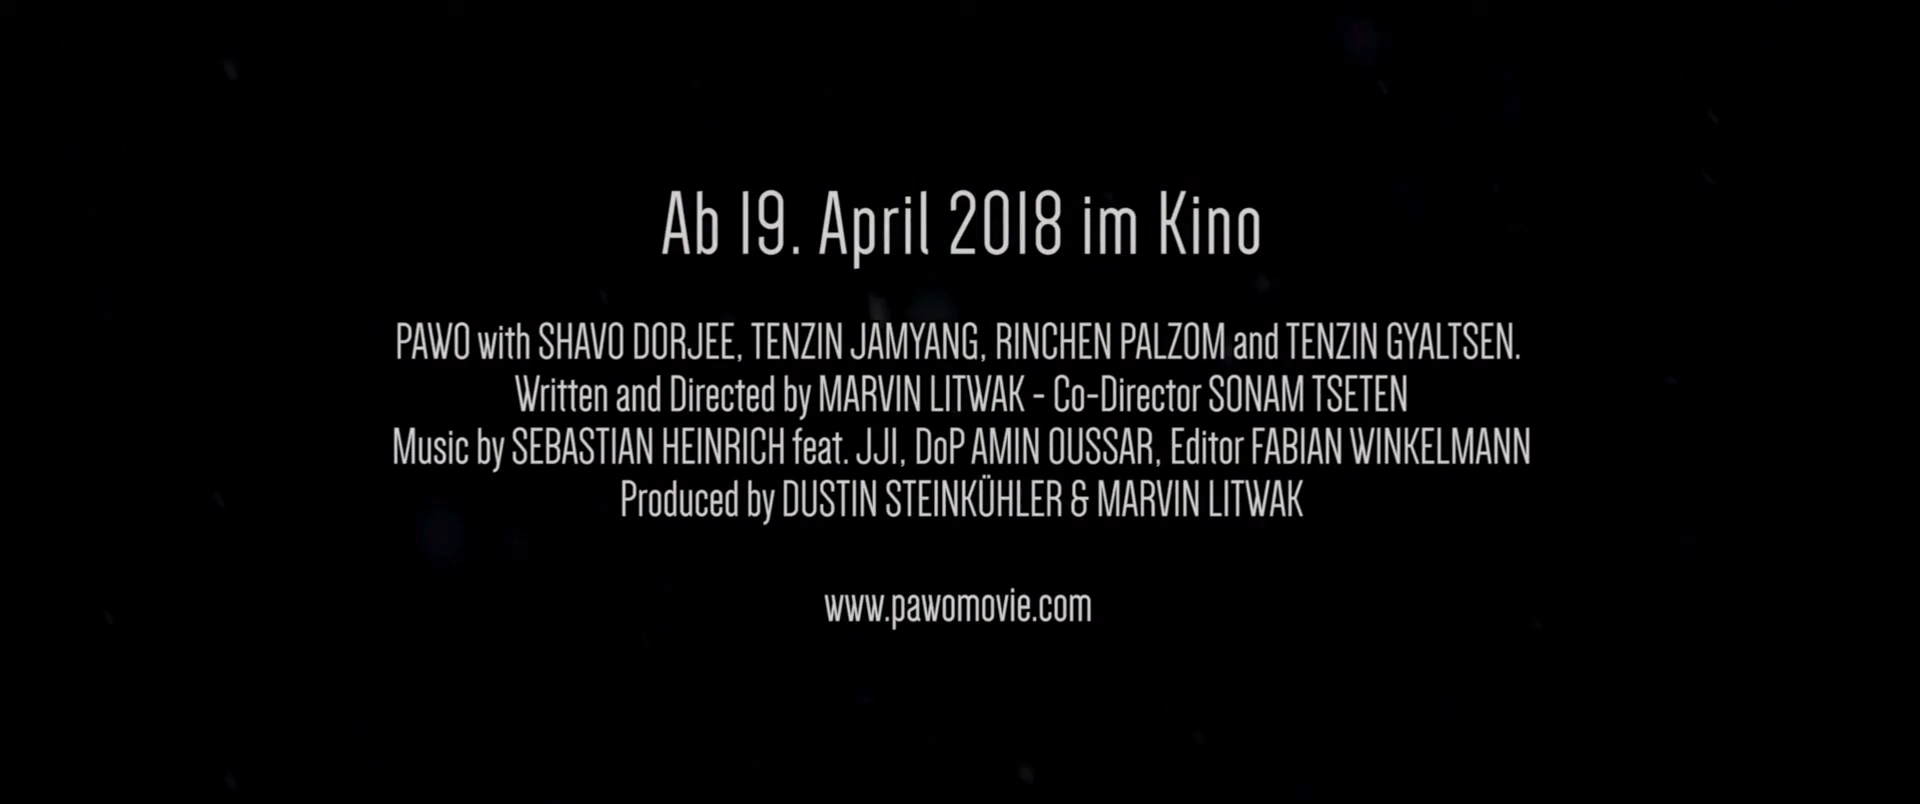 Ab 19. April 2018 im Kino
PAWO with SHAVO DORJEE, TENZIN JAMYANG, RINCHEN PALZOM and TENZIN GYALTSEN.
Written and Directed by MARVIN LITWAK - Co-Director SONAM TSETEN
Music by SEBASTIAN HEINRICH feat. JJI, DoP AMIN OUSSAR, Editor FABIAN WINKELMANN
Produced by DUSTIN STEINKÜHLER & MARVIN LITWAK
www.pawomovie.com